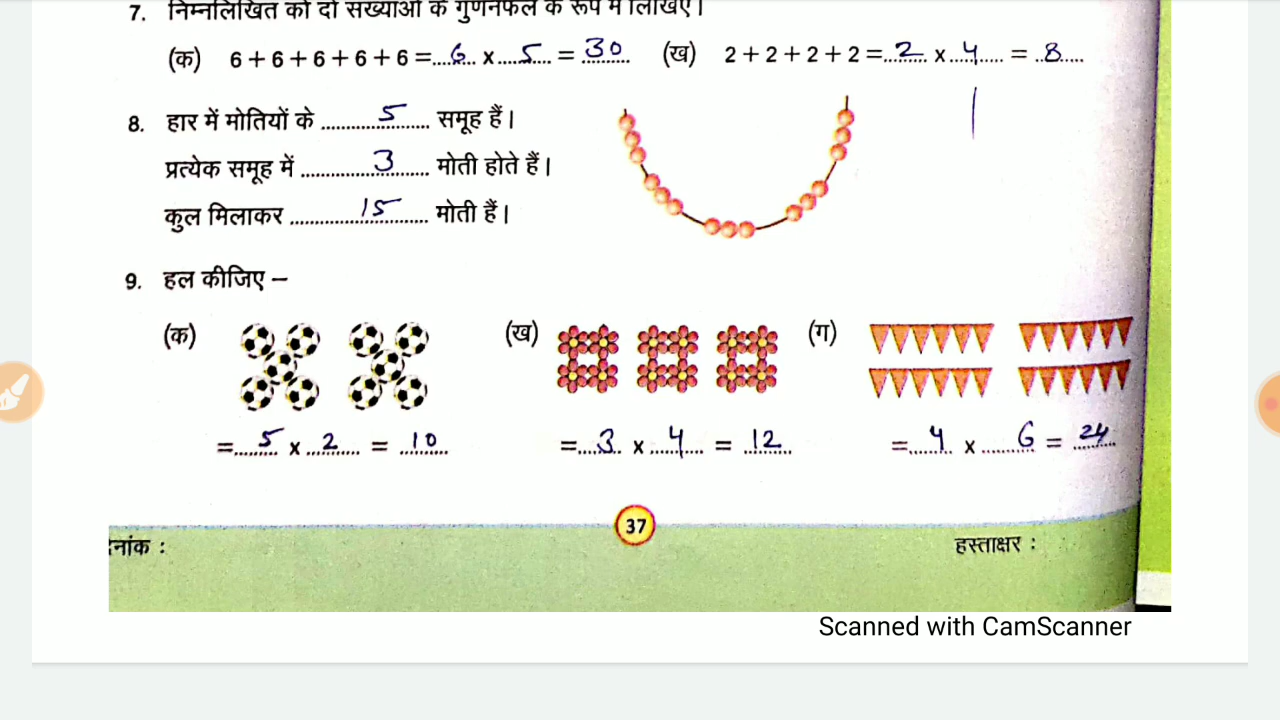 7. निम्नलिखित को दो संख्याओं के गुणनफल के रूप में लिखिए।
(क) 6 + 6 + 6 + 6 + 6 =....6.... x.....5.... = ...30... (ख) 2 + 2 + 2 + 2 =...2.... x.....4..... = ..8.....
8. हार में मोतियों के ..........5.......... समूह हैं।
प्रत्येक समूह में ..........3.......... मोती होते हैं।
कुल मिलाकर ..........15.......... मोती हैं।
9. हल कीजिए –
(क) (ख) (ग)
=...5.... x ...2.... = ...10... =....3.. x ....4.... = ...12... =.....4... x .......6.. = ...24...
37
नांक : हस्ताक्षर :
Scanned with CamScanner